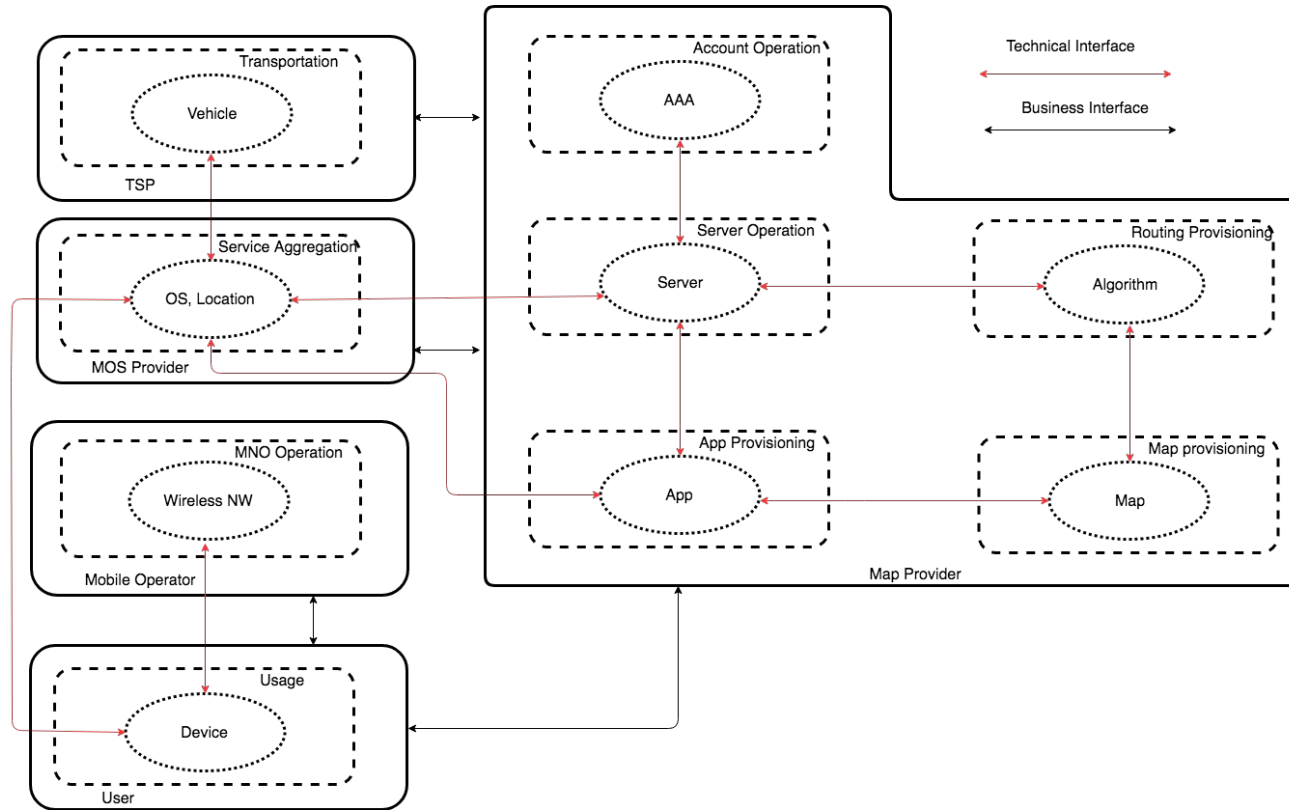 Transportation
Vehicle
TSP
Service Aggregation
OS, Location
MOS Provider
MNO Operation
Wireless NW
Mobile Operator
Usage
Device
User
Account Operation
AAA
Server Operation
Server
Routing Provisioning
Algorithm
App Provisioning
App
Map provisioning
Map
Map Provider
Technical Interface
Business Interface